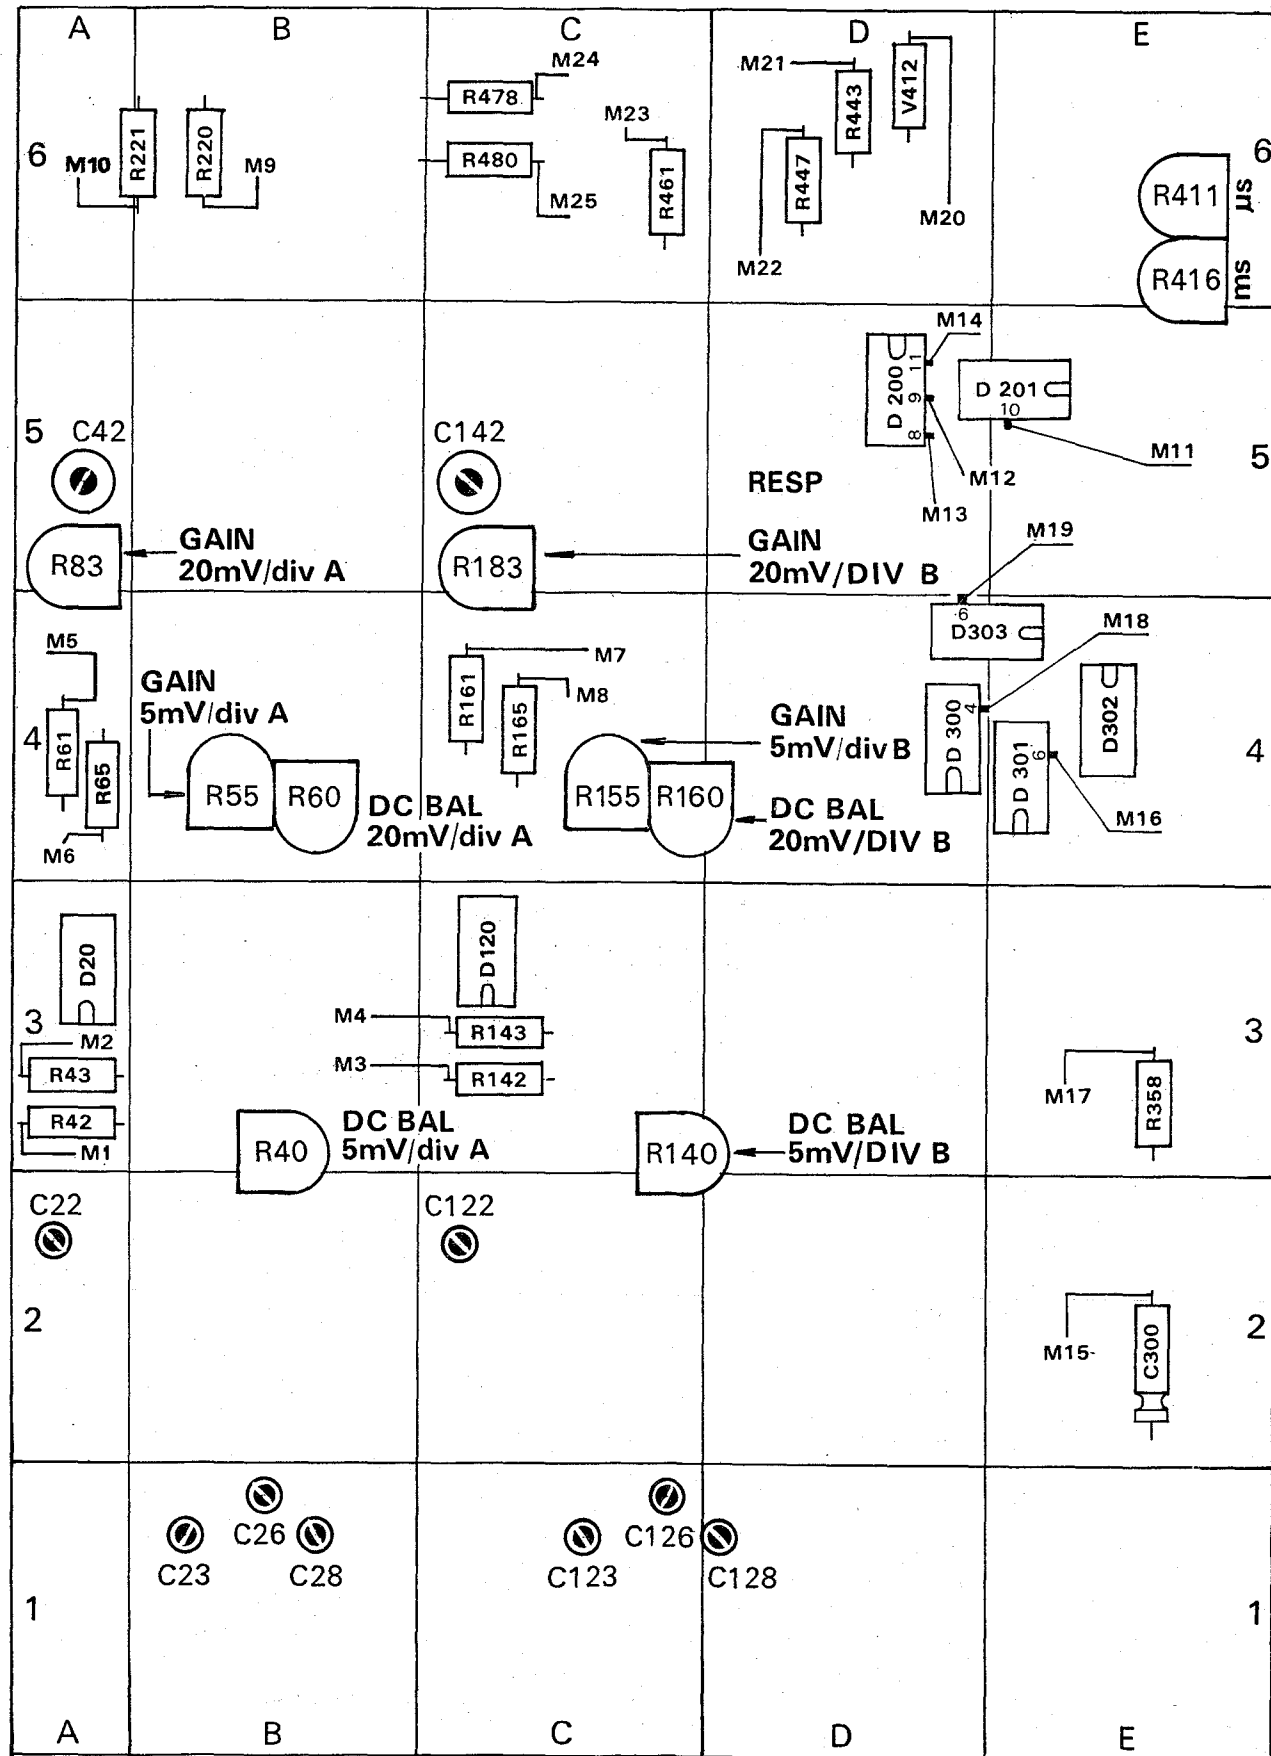 A B C D E
6 6
M24
R478
M23
R480
M25
R461
R221
M10
R220
M9
M21
R443
V412
M20
R447
M22
R411 μs
R416 ms
5 5
C42
C142
RESP
M14
D 200
11
9
8
M12
M13
D 201
10
M11
R83
GAIN
20mV/div A
R183
GAIN
20mV/DIV B
M19
6
D303
4 4
M5
R61
R65
M6
GAIN
5mV/div A
R55
R60
DC BAL
20mV/div A
M7
R161
M8
R165
R155
R160
GAIN
5mV/div B
DC BAL
20mV/DIV B
M18
D 300
4
D 301
6
D302
M16
3 3
D20
M2
R43
R42
M1
R40
DC BAL
5mV/div A
D120
M4
R143
M3
R142
R140
DC BAL
5mV/DIV B
M17
R358
2 2
C22
C122
M15
C300
1 1
C26
C23
C28
C126
C123
C128
A B C D E